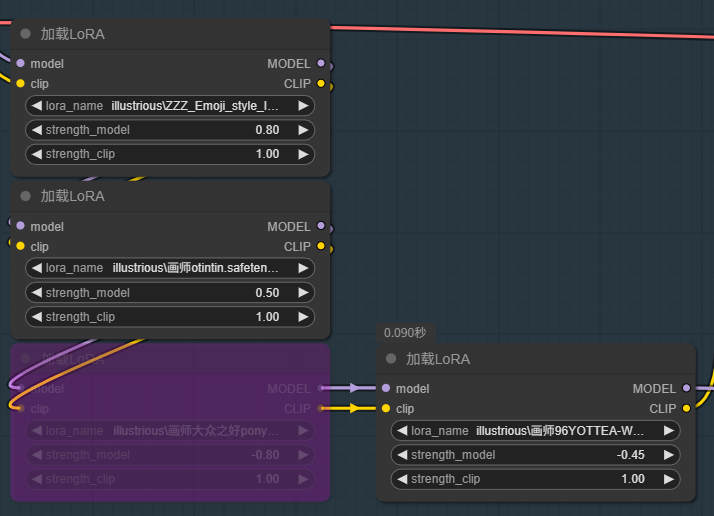 加载LoRA
model MODEL
clip CLIP
lora_name illustrious\ZZZ_Emoji_style_I...
strength_model 0.80
strength_clip 1.00
加载LoRA
model MODEL
clip CLIP
lora_name illustrious\画师otintin.safeten...
strength_model 0.50
strength_clip 1.00
加载LoRA
model MODEL
clip CLIP
lora_name illustrious\画师大众之好pony...
strength_model -0.80
strength_clip 1.00
0.090秒
加载LoRA
model MODEL
clip CLIP
lora_name illustrious\画师96YOTTEA-W...
strength_model -0.45
strength_clip 1.00